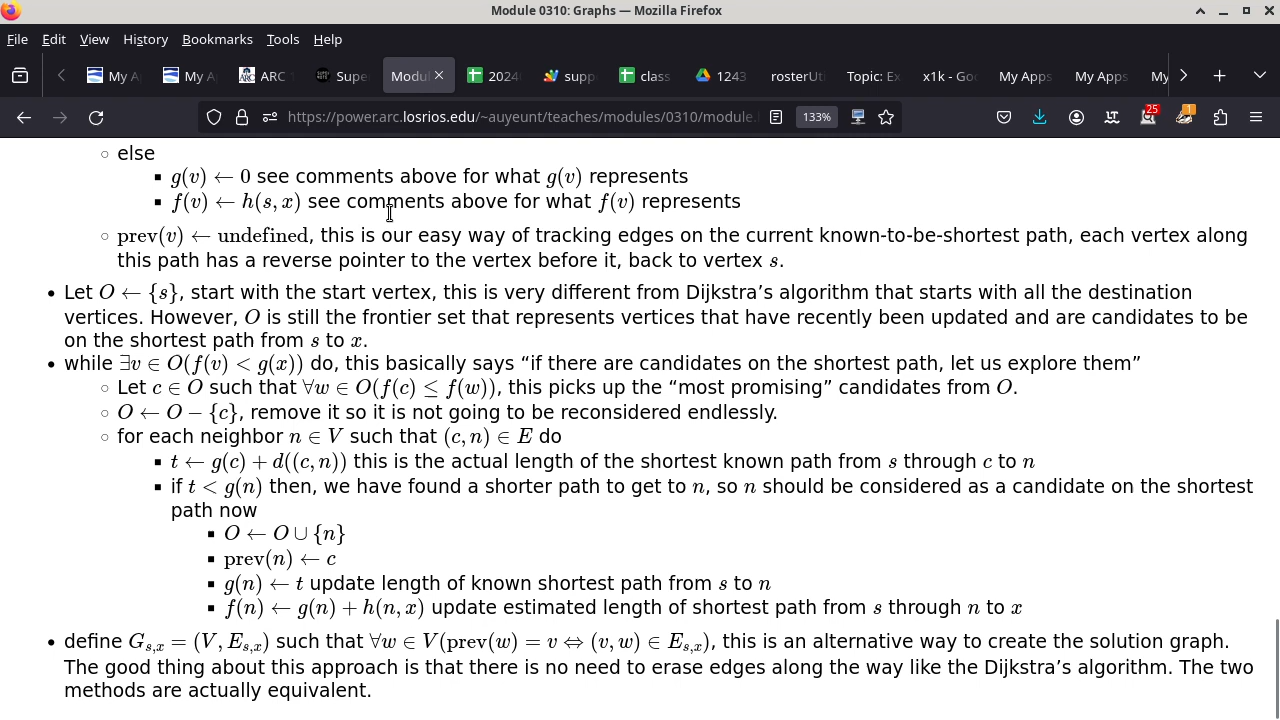 Module 0310: Graphs — Mozilla Firefox
File Edit View History Bookmarks Tools Help
My A My A ARC Supe Modul 2024 supp class 1243 rosterUt Topic: Ex x1k - Goo My Apps My Apps My
https://power.arc.losrios.edu/~auyeunt/teaches/modules/0310/module. 133% 25 1
else
g(v) ← 0 see comments above for what g(v) represents
f(v) ← h(s, x) see comments above for what f(v) represents
prev(v) ← undefined, this is our easy way of tracking edges on the current known-to-be-shortest path, each vertex along
this path has a reverse pointer to the vertex before it, back to vertex s.
Let O ← {s}, start with the start vertex, this is very different from Dijkstra’s algorithm that starts with all the destination
vertices. However, O is still the frontier set that represents vertices that have recently been updated and are candidates to be
on the shortest path from s to x.
while ∃v ∈ O(f(v) < g(x)) do, this basically says “if there are candidates on the shortest path, let us explore them”
Let c ∈ O such that ∀w ∈ O(f(c) ≤ f(w)), this picks up the “most promising” candidates from O.
O ← O − {c}, remove it so it is not going to be reconsidered endlessly.
for each neighbor n ∈ V such that (c, n) ∈ E do
t ← g(c) + d((c, n)) this is the actual length of the shortest known path from s through c to n
if t < g(n) then, we have found a shorter path to get to n, so n should be considered as a candidate on the shortest
path now
O ← O ∪ {n}
prev(n) ← c
g(n) ← t update length of known shortest path from s to n
f(n) ← g(n) + h(n, x) update estimated length of shortest path from s through n to x
define G_{s,x} = (V, E_{s,x}) such that ∀w ∈ V(prev(w) = v ⇔ (v, w) ∈ E_{s,x}), this is an alternative way to create the solution graph.
The good thing about this approach is that there is no need to erase edges along the way like the Dijkstra’s algorithm. The two
methods are actually equivalent.